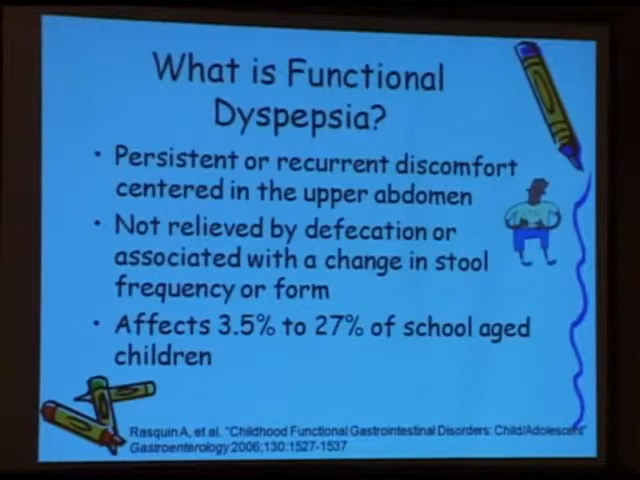 What is Functional
Dyspepsia?
• Persistent or recurrent discomfort
centered in the upper abdomen
• Not relieved by defecation or
associated with a change in stool
frequency or form
• Affects 3.5% to 27% of school aged
children
Rasquin A, et al. "Childhood Functional Gastrointestinal Disorders: Child/Adolescent"
Gastroenterology 2006;130:1527-1537